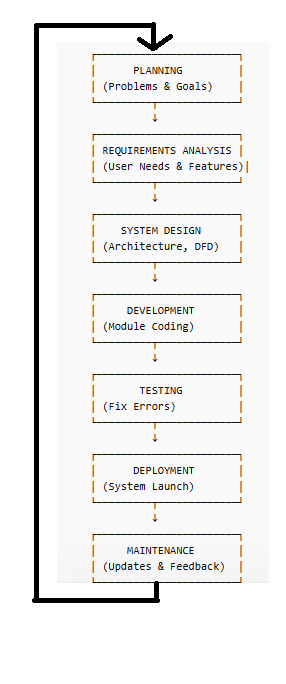 PLANNING
(Problems & Goals)
↓
REQUIREMENTS ANALYSIS
(User Needs & Features)
↓
SYSTEM DESIGN
(Architecture, DFD)
↓
DEVELOPMENT
(Module Coding)
↓
TESTING
(Fix Errors)
↓
DEPLOYMENT
(System Launch)
↓
MAINTENANCE
(Updates & Feedback)